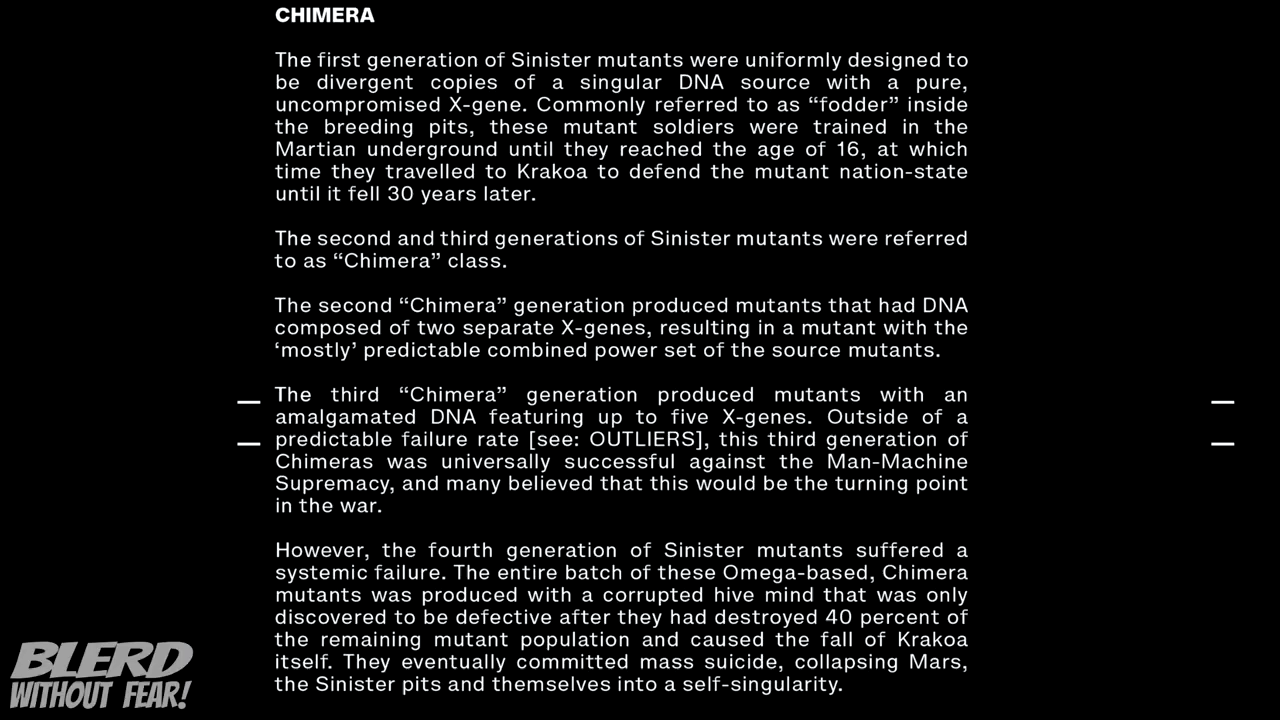 CHIMERA
The first generation of Sinister mutants were uniformly designed to
be divergent copies of a singular DNA source with a pure,
uncompromised X-gene. Commonly referred to as “fodder” inside
the breeding pits, these mutant soldiers were trained in the
Martian underground until they reached the age of 16, at which
time they travelled to Krakoa to defend the mutant nation-state
until it fell 30 years later.
The second and third generations of Sinister mutants were referred
to as “Chimera” class.
The second “Chimera” generation produced mutants that had DNA
composed of two separate X-genes, resulting in a mutant with the
‘mostly’ predictable combined power set of the source mutants.
The third “Chimera” generation produced mutants with an
amalgamated DNA featuring up to five X-genes. Outside of a
predictable failure rate [see: OUTLIERS], this third generation of
Chimeras was universally successful against the Man-Machine
Supremacy, and many believed that this would be the turning point
in the war.
However, the fourth generation of Sinister mutants suffered a
systemic failure. The entire batch of these Omega-based, Chimera
mutants was produced with a corrupted hive mind that was only
discovered to be defective after they had destroyed 40 percent of
the remaining mutant population and caused the fall of Krakoa
itself. They eventually committed mass suicide, collapsing Mars,
the Sinister pits and themselves into a self-singularity.
BLERD
WITHOUT FEAR!